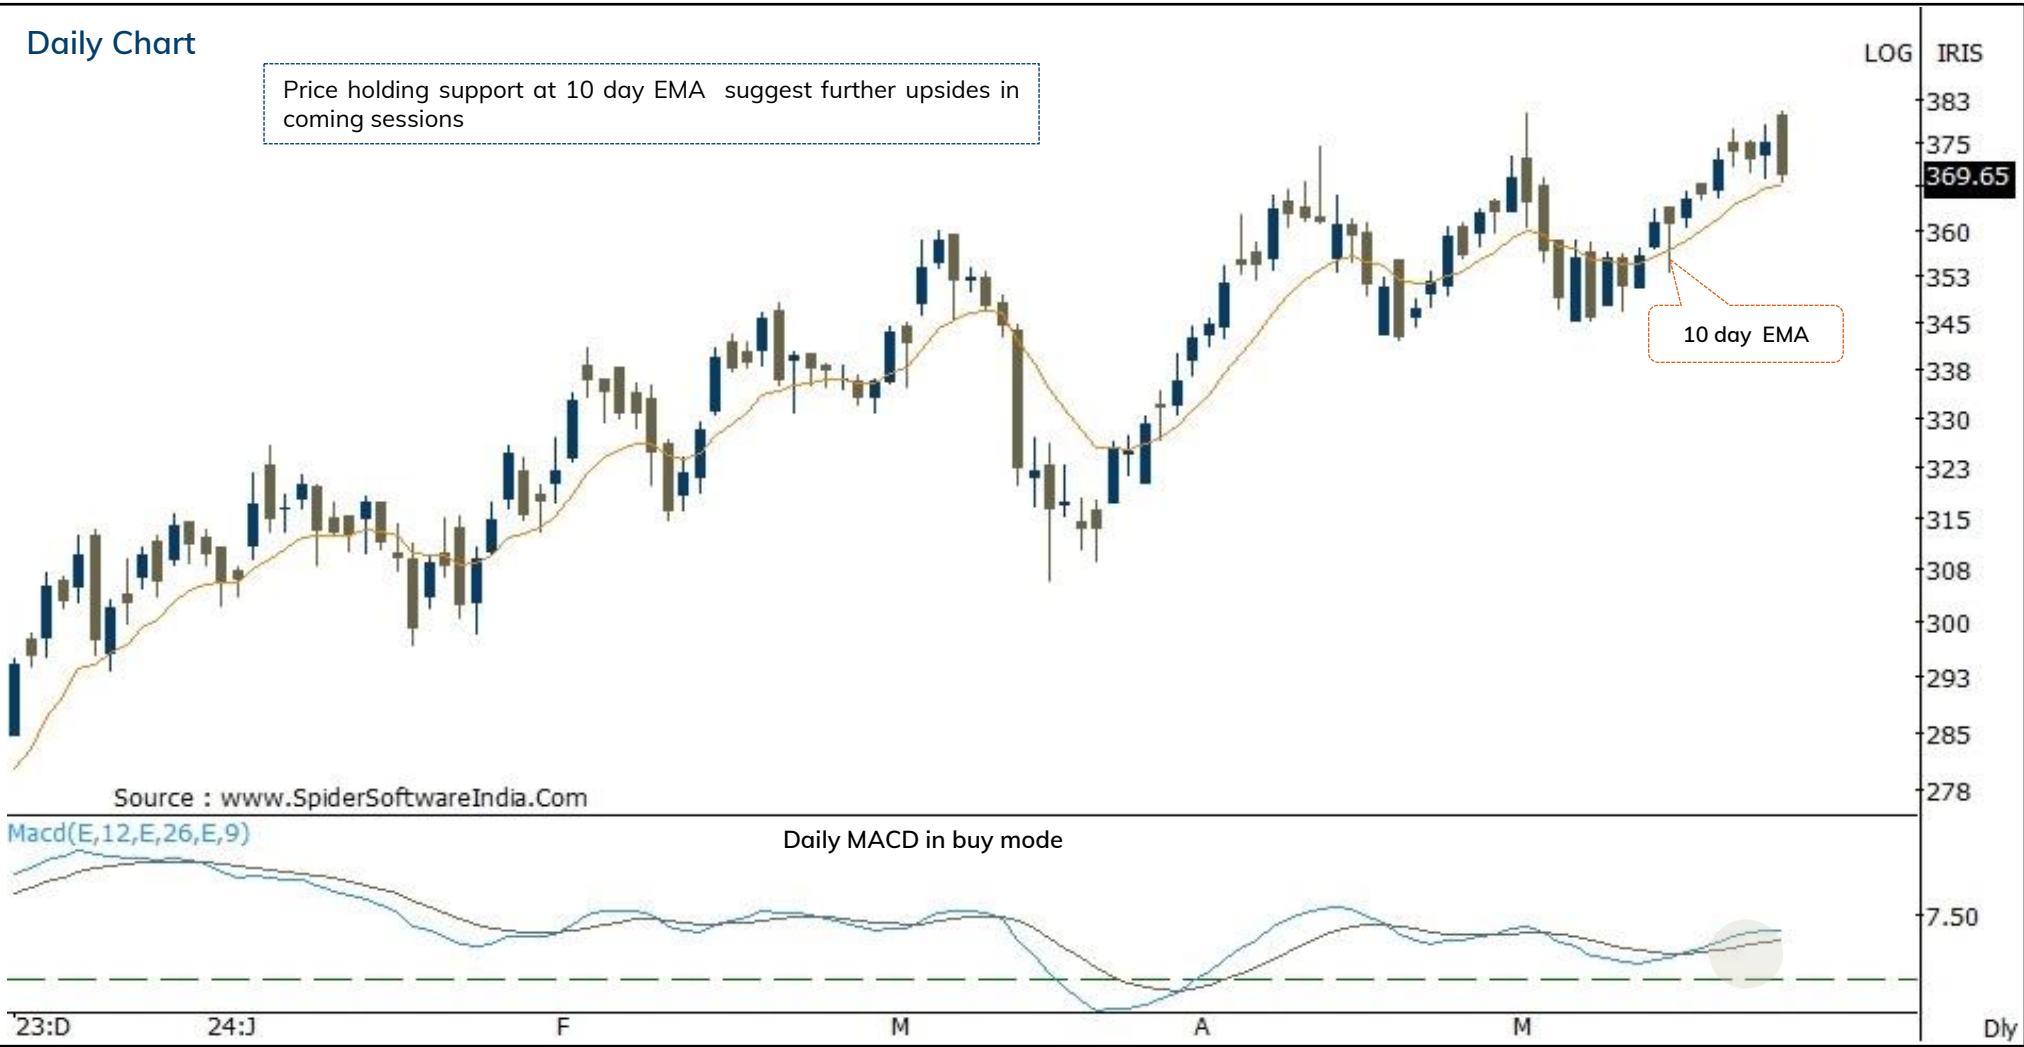 Daily Chart
LOG IRIS
Price holding support at 10 day EMA suggest further upsides in
coming sessions
383
375
369.65
360
353
345
10 day EMA
338
330
323
315
308
300
293
285
278
Source : www.SpiderSoftwareIndia.Com
Macd(E,12,E,26,E,9)
Daily MACD in buy mode
7.50
23:D 24:J F M A M Dly